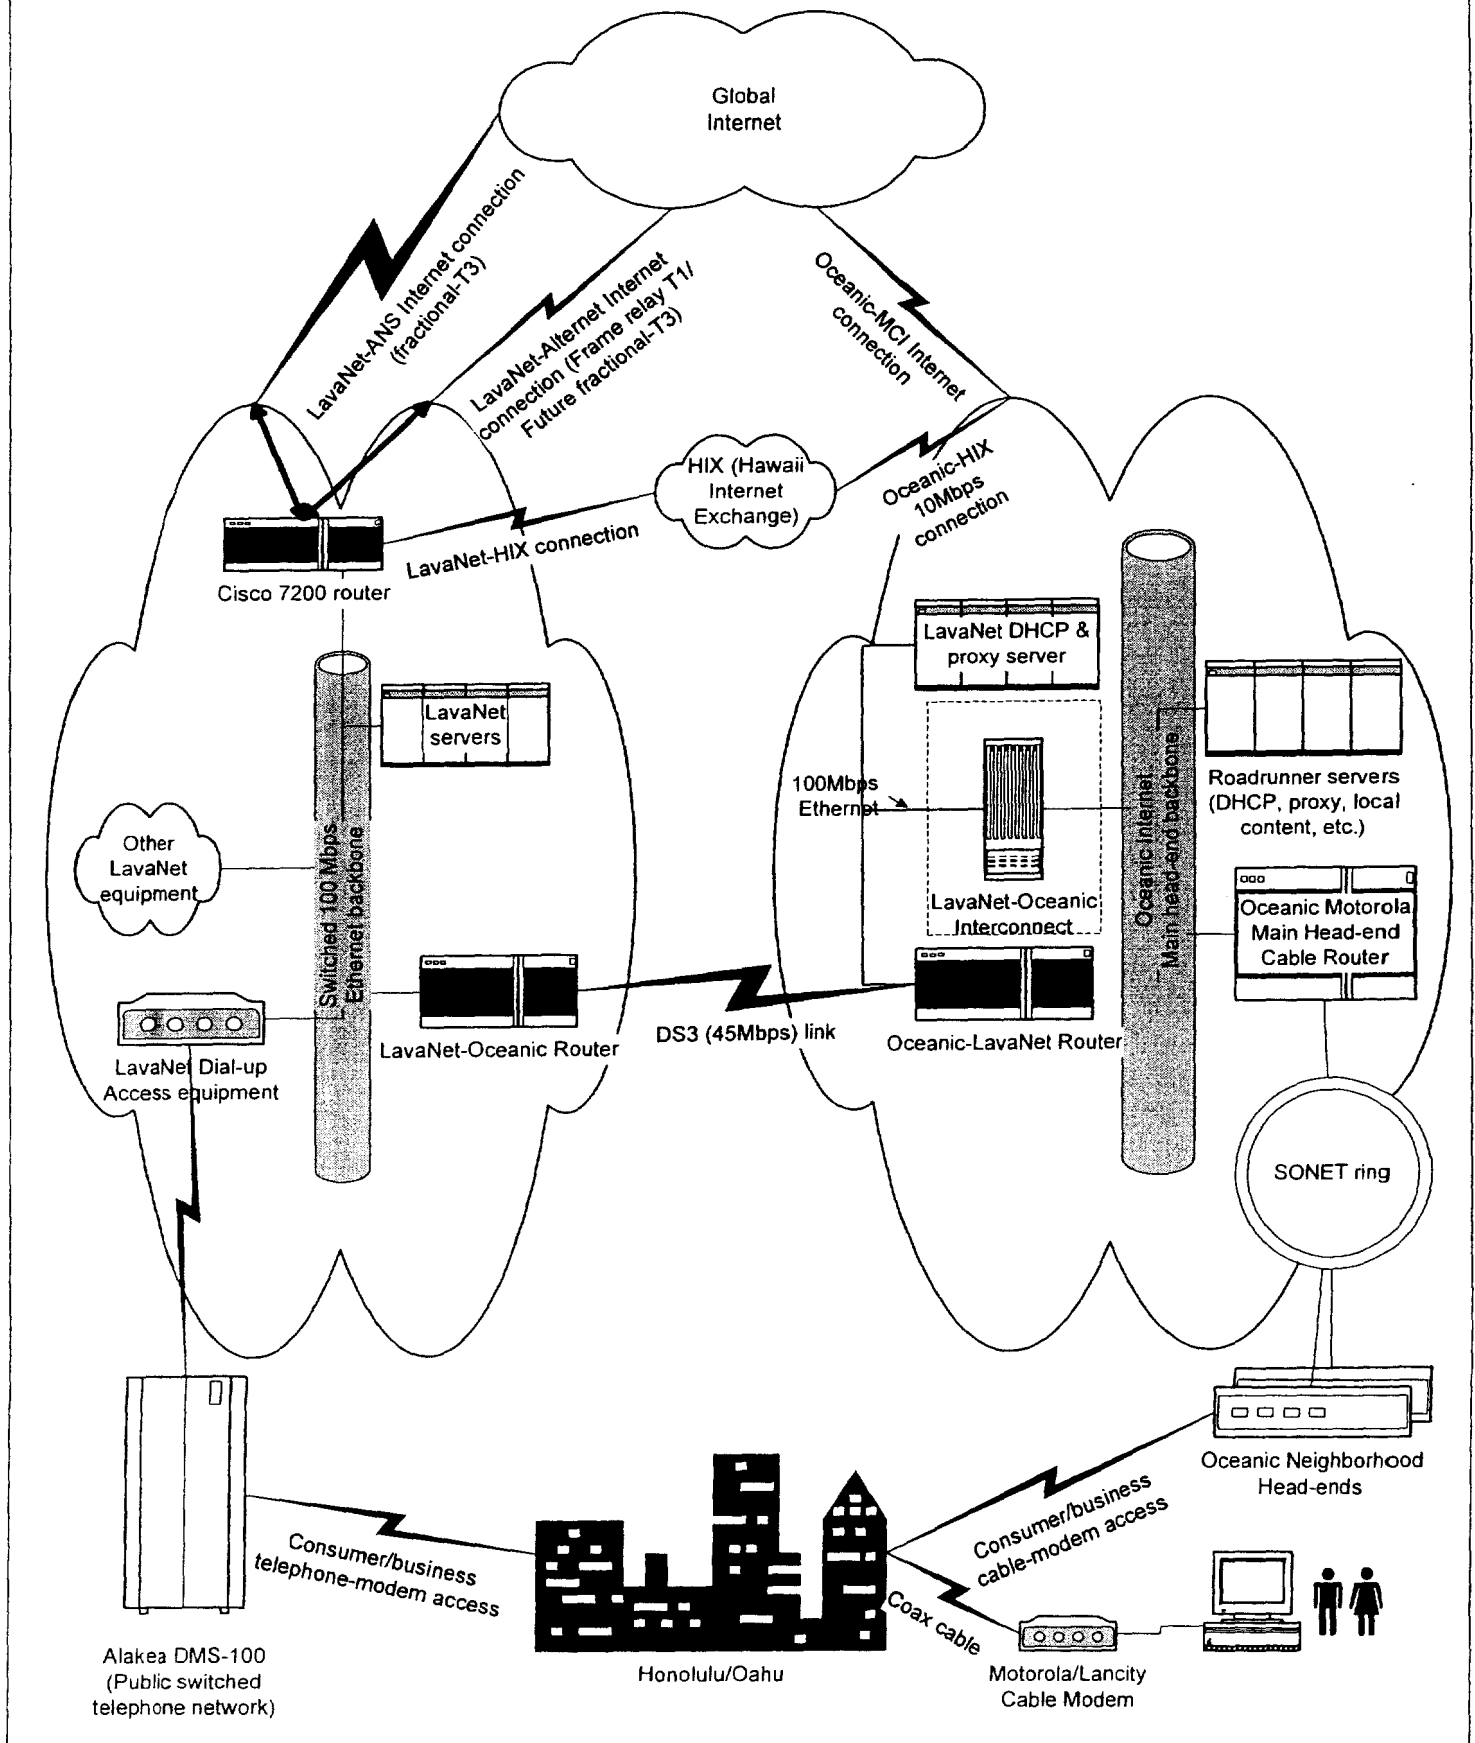 Global
Internet
LavaNet-ANS Internet connection
(fractional-T3)
LavaNet-Alternet Internet
connection (Frame relay T1/
Future fractional-T3)
Oceanic-MCI Internet
connection
HIX (Hawaii
Internet
Exchange)
Oceanic-HIX
10Mbps
connection
LavaNet-HIX connection
Cisco 7200 router
LavaNet DHCP &
proxy server
LavaNet
servers
Roadrunner servers
(DHCP, proxy, local
content, etc.)
100Mbps
Ethernet
Other
LavaNet
equipment
Switched 100 Mbps
Ethernet backbone
Oceanic Internet
Main head-end backbone
LavaNet-Oceanic
Interconnect
Oceanic Motorola
Main Head-end
Cable Router
LavaNet-Oceanic Router
DS3 (45Mbps) link
Oceanic-LavaNet Router
LavaNet Dial-up
Access equipment
SONET ring
Oceanic Neighborhood
Head-ends
Consumer/business
telephone-modem access
Consumer/business
cable-modem access
Coax cable
Alakea DMS-100
(Public switched
telephone network)
Honolulu/Oahu
Motorola/Lancity
Cable Modem